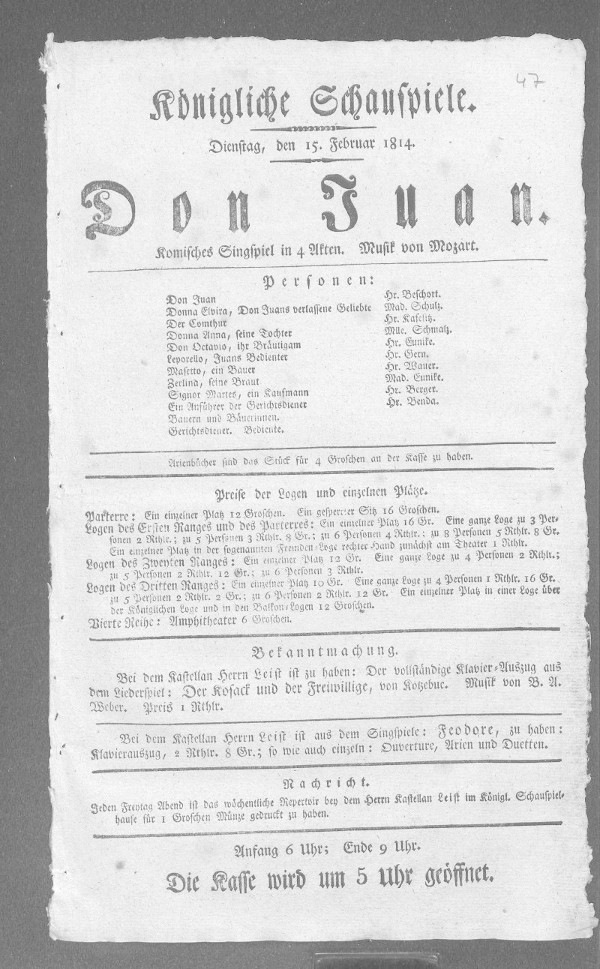 47
Königliche Schauspiele.
Dienstag, den 15. Februar 1814.
Don Juan.
Komisches Singspiel in 4 Akten. Musik von Mozart.
Personen:
Don Juan Hr. Beschort.
Donna Elvira, Don Juans verlassene Geliebte Mad. Schulz.
Der Comthur Hr. Kaselitz.
Donna Anna, seine Tochter Mlle. Schmalz.
Don Octavio, ihr Bräutigam Hr. Eunike.
Leporello, Juans Bedienter Hr. Gern.
Masetto, ein Bauer Hr. Wauer.
Zerlina, seine Braut Mad. Eunike.
Signor Martes, ein Kaufmann Hr. Berger.
Ein Anführer der Gerichtsdiener Hr. Benda.
Bauern und Bäuerinnen.
Gerichtsdiener. Bediente.
Arienbücher sind das Stück für 4 Groschen an der Kasse zu haben.
Preise der Logen und einzelnen Plätze.
Parkerre: Ein einzelner Platz 12 Groschen. Ein gesperrter Sitz 16 Groschen.
Logen des Ersten Ranges und des Parterres: Ein einzelner Platz 16 Gr. Eine ganze Loge zu 3 Per-
sonen 2 Rthlr.; zu 5 Personen 3 Rthlr. 8 Gr.; zu 6 Personen 4 Rthlr.; zu 8 Personen 5 Rthlr. 8 Gr.
Ein einzelner Platz in der sogenannten Fremden-Loge rechter Hand zunächst am Theater 1 Rthlr.
Logen des Zweyten Ranges: Ein einzelner Platz 12 Gr. Eine ganze Loge zu 4 Personen 2 Rthlr.;
zu 5 Personen 2 Rthlr. 12 Gr.; zu 6 Personen 3 Rthlr.
Logen des Dritten Ranges: Ein einzelner Platz 10 Gr. Eine ganze Loge zu 4 Personen 1 Rthlr. 16 Gr.
zu 5 Personen 2 Rthlr. 2 Gr.; zu 6 Personen 2 Rthlr. 12 Gr. Ein einzelner Platz in einer Loge über
der Königlichen Loge und in den Balkon-Logen 12 Groschen.
Vierte Reihe: Amphitheater 6 Groschen.
Bekanntmachung.
Bei dem Kastellan Herrn Leist ist zu haben: Der vollständige Klavier-Auszug aus
dem Liederspiel: Der Kosack und der Freiwillige, von Kotzebue. Musik von B. A.
Weber. Preis 1 Rthlr.
Bei dem Kastellan Herrn Leist ist aus dem Singspiele: Feodore, zu haben:
Klavierauszug, 2 Rthlr. 8 Gr.; so wie auch einzeln: Ouverture, Arien und Duetten.
Nachricht.
Jeden Freytag Abend ist das wöchentliche Repertoir bey dem Herrn Kastellan Leist im Königl. Schauspiel-
hause für 1 Groschen Münze gedruckt zu haben.
Anfang 6 Uhr; Ende 9 Uhr.
Die Kasse wird um 5 Uhr geöffnet.